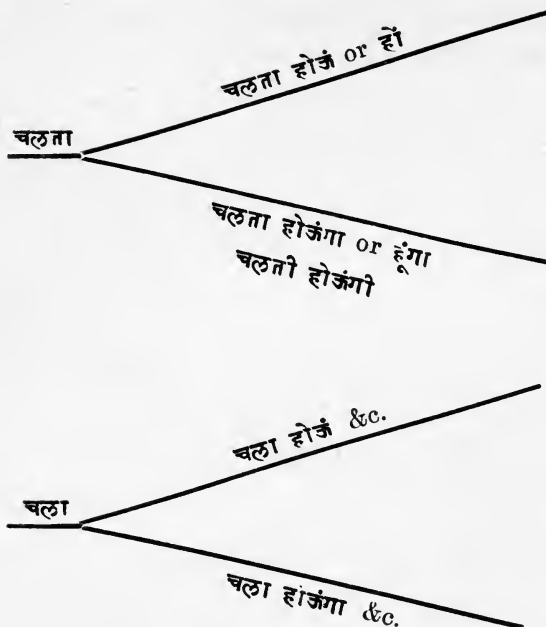 चलता होऊं or हों
चलता
चलता होऊंगा or हूंगा
चलती होऊंगी
चला होऊं &c.
चला
चला होऊंगा &c.